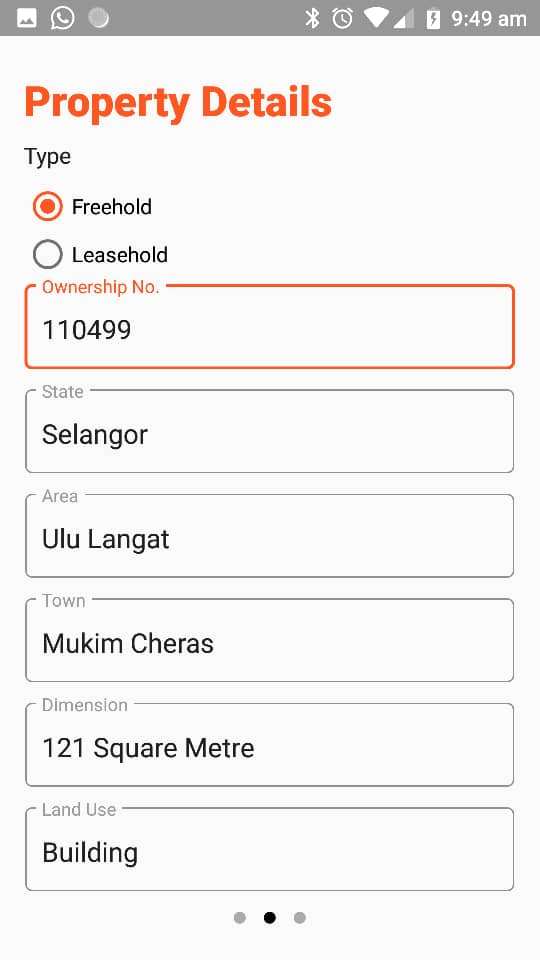 9:49 am
Property Details
Type
Freehold
Leasehold
Ownership No.
110499
State
Selangor
Area
Ulu Langat
Town
Mukim Cheras
Dimension
121 Square Metre
Land Use
Building